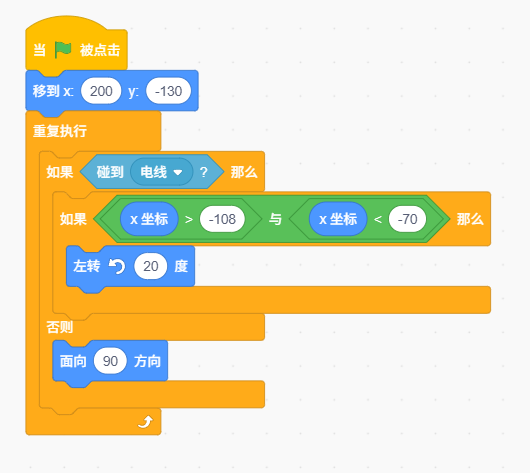 当 被点击
移到 x: 200 y: -130
重复执行
如果 碰到 电线 ? 那么
如果 x 坐标 > -108 与 x 坐标 < -70 那么
左转 20 度
否则
面向 90 方向